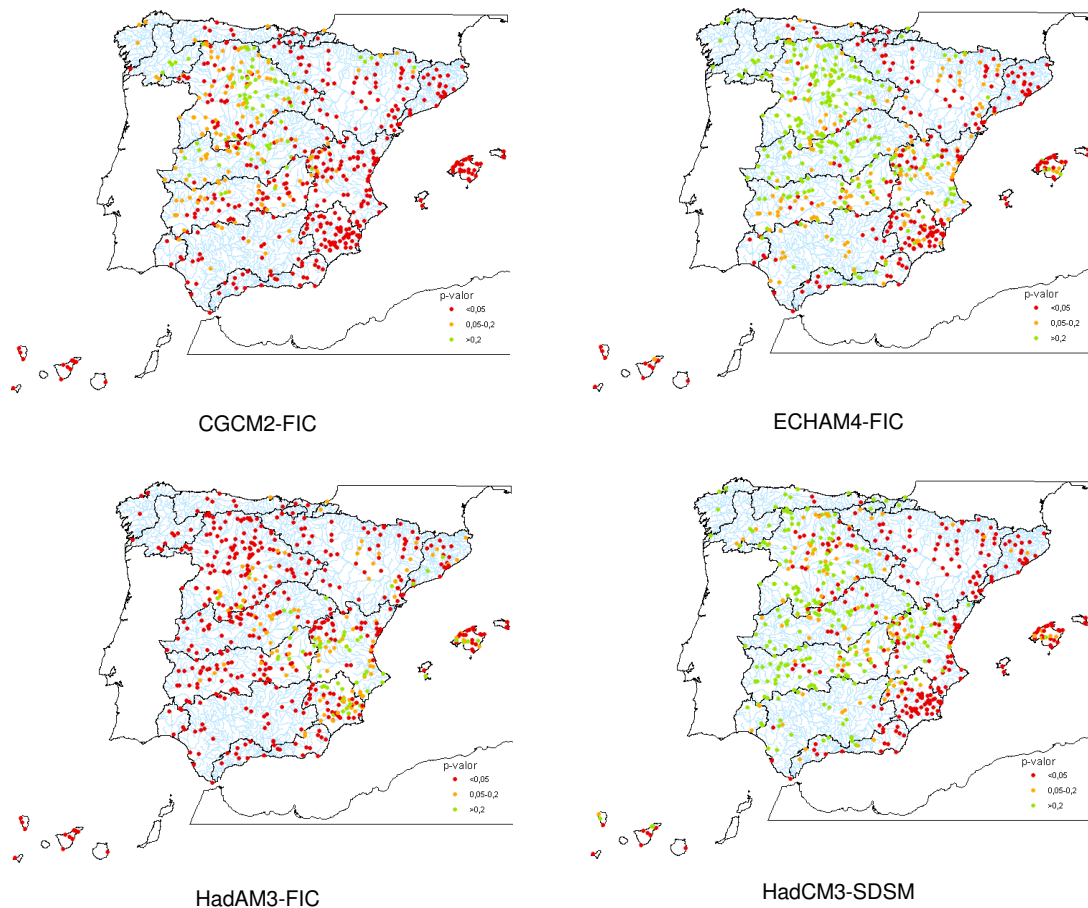 p-valor
<0,05
0,05-0,2
>0,2
CGCM2-FIC
p-valor
<0,05
0,05-0,2
>0,2
ECHAM4-FIC
p-valor
<0,05
0,05-0,2
>0,2
HadAM3-FIC
p-valor
<0,05
0,05-0,2
>0,2
HadCM3-SDSM